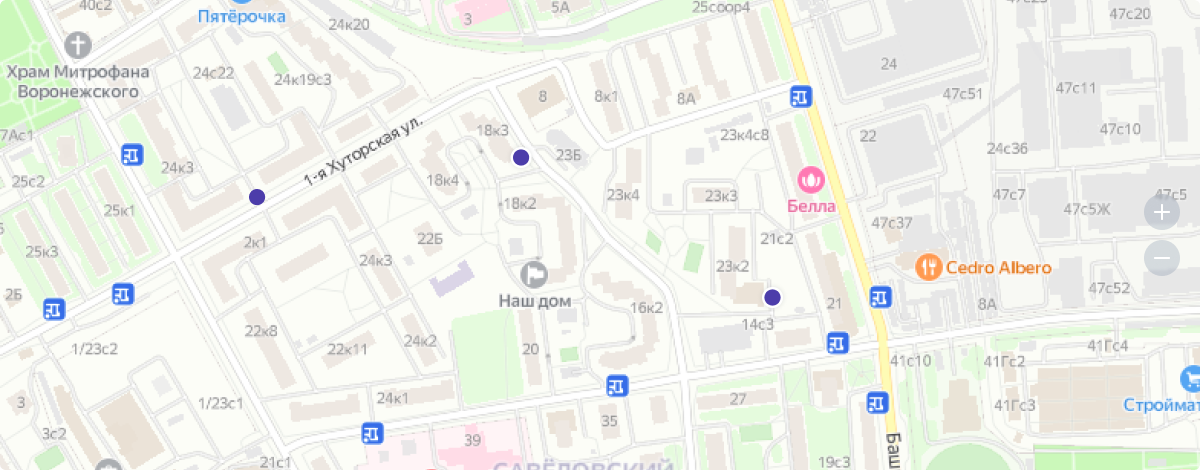 40с2
Пятёрочка
24к20
3
5А
25соор4
47с20
47
Храм Митрофана
Воронежского
24с22
24к19с3
8
8к1
8А
24
47с51
47с11
7Ас1
24к3
1-я Хуторская ул.
18к3
23Б
23к4с8
22
47с10
24с36
25с2
25к1
18к4
18к2
23к4
23к3
Белла
47с7
47с5Ж
47с5
+
−
25к3
2к1
22Б
24к3
21с2
47с37
23к2
Cedro Albero
2Б
Наш дом
16к2
21
8А
47с52
1/23с2
22к8
22к11
24к2
20
14с3
41с10
41Гс2
41Гс4
3
1/23с1
24к1
35
27
41Гс3
Строймат
3с2
39
21с1
САВЁЛОВСКИЙ
19с3
Баш